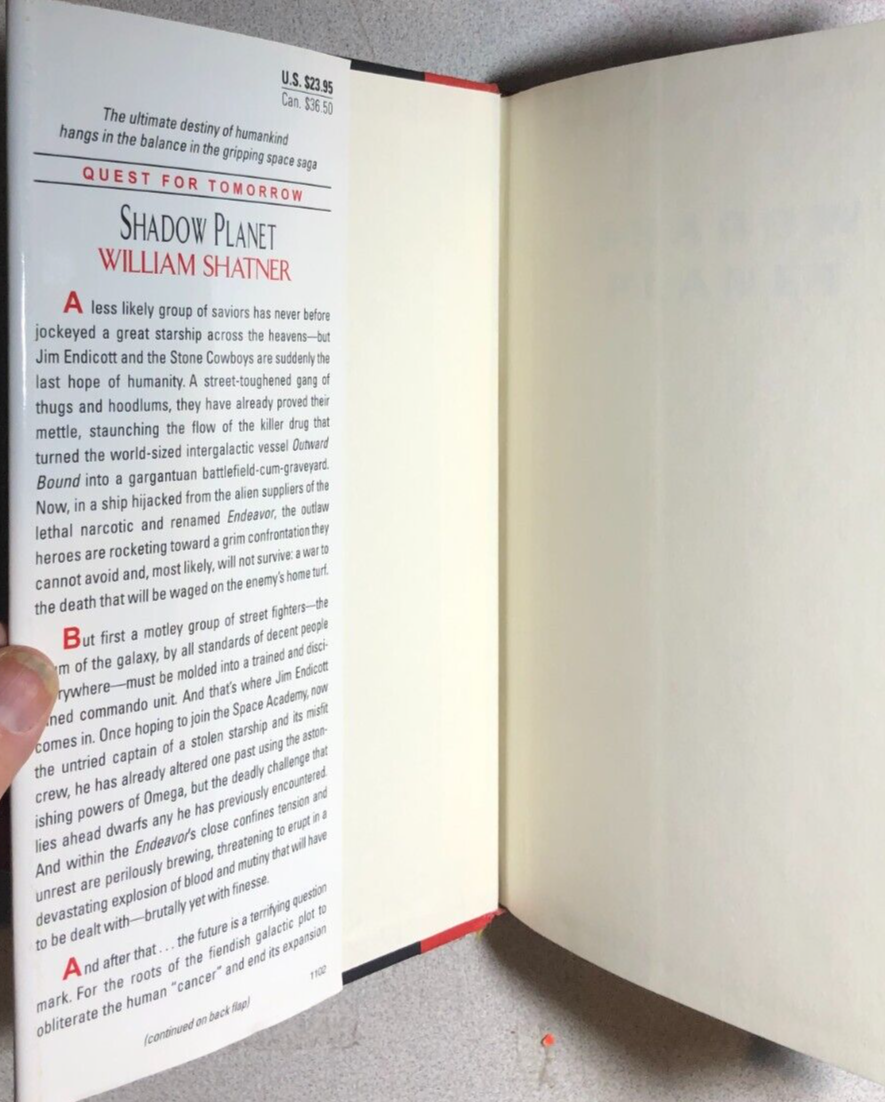 U.S. $23.95
Can. $36.50
The ultimate destiny of humankind
hangs in the balance in the gripping space saga
QUEST FOR TOMORROW
SHADOW PLANET
WILLIAM SHATNER
A less likely group of saviors has never before
jockeyed a great starship across the heavens—but
Jim Endicott and the Stone Cowboys are suddenly the
last hope of humanity. A street-toughened gang of
thugs and hoodlums, they have already proved their
mettle, staunching the flow of the killer drug that
turned the world-sized intergalactic vessel Outward
Bound into a gargantuan battlefield-cum-graveyard.
Now, in a ship hijacked from the alien suppliers of the
lethal narcotic and renamed Endeavor, the outlaw
heroes are rocketing toward a grim confrontation they
cannot avoid and, most likely, will not survive: a war to
the death that will be waged on the enemy's home turf.
But first a motley group of street fighters—the
m of the galaxy, by all standards of decent people
rywhere—must be molded into a trained and disci-
ned commando unit. And that's where Jim Endicott
comes in. Once hoping to join the Space Academy, now
the untried captain of a stolen starship and its misfit
crew, he has already altered one past using the aston-
ishing powers of Omega, but the deadly challenge that
lies ahead dwarfs any he has previously encountered.
And within the Endeavor's close confines tension and
unrest are perilously brewing, threatening to erupt in a
devastating explosion of blood and mutiny that will have
to be dealt with—brutally yet with finesse.
And after that . . . the future is a terrifying question
mark. For the roots of the fiendish galactic plot to
obliterate the human "cancer" and end its expansion
1100
(continued on back flap)